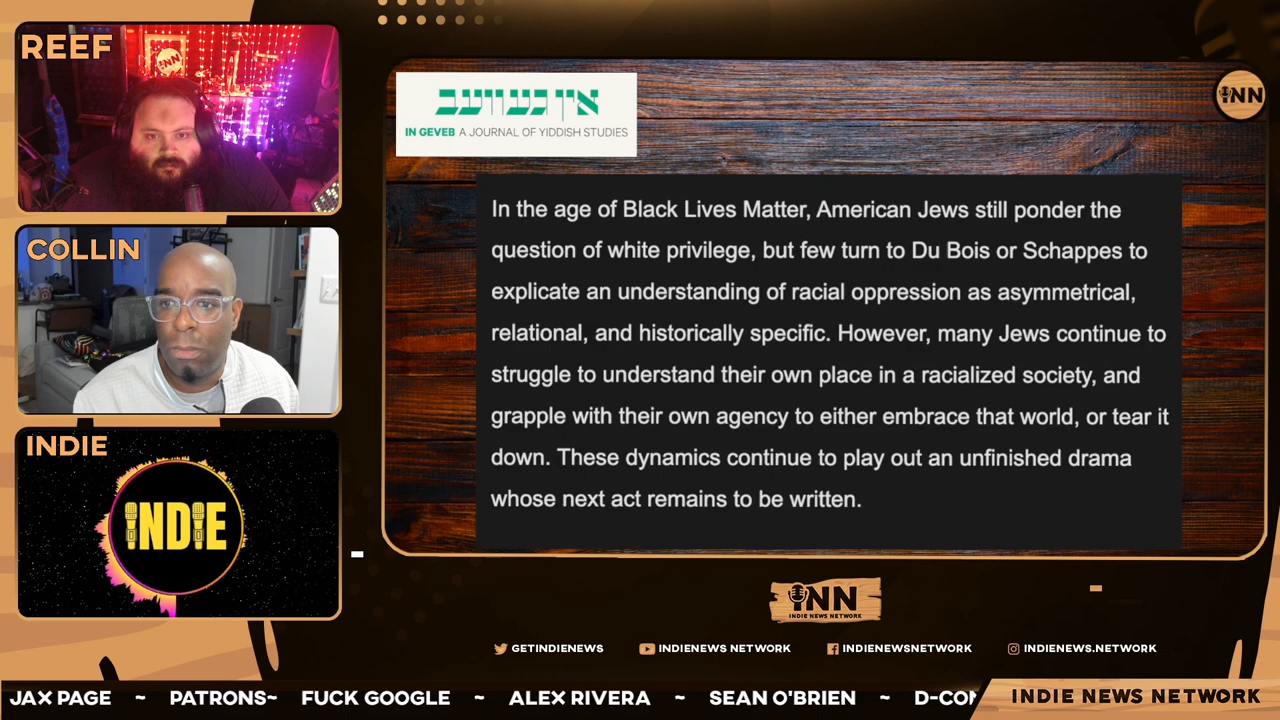 REEF
COLLIN
INDIE
INDIE
אין געוועב
IN GEVEB A JOURNAL OF YIDDISH STUDIES
INN
In the age of Black Lives Matter, American Jews still ponder the
question of white privilege, but few turn to Du Bois or Schappes to
explicate an understanding of racial oppression as asymmetrical,
relational, and historically specific. However, many Jews continue to
struggle to understand their own place in a racialized society, and
grapple with their own agency to either embrace that world, or tear it
down. These dynamics continue to play out an unfinished drama
whose next act remains to be written.
INN
INDIE NEWS NETWORK
GETINDIENEWS INDIENEWS NETWORK INDIENEWSNETWORK INDIENEWS.NETWORK
JAX PAGE ~ PATRONS~ FUCK GOOGLE ~ ALEX RIVERA ~ SEAN O'BRIEN ~ D-CON
INDIE NEWS NETWORK